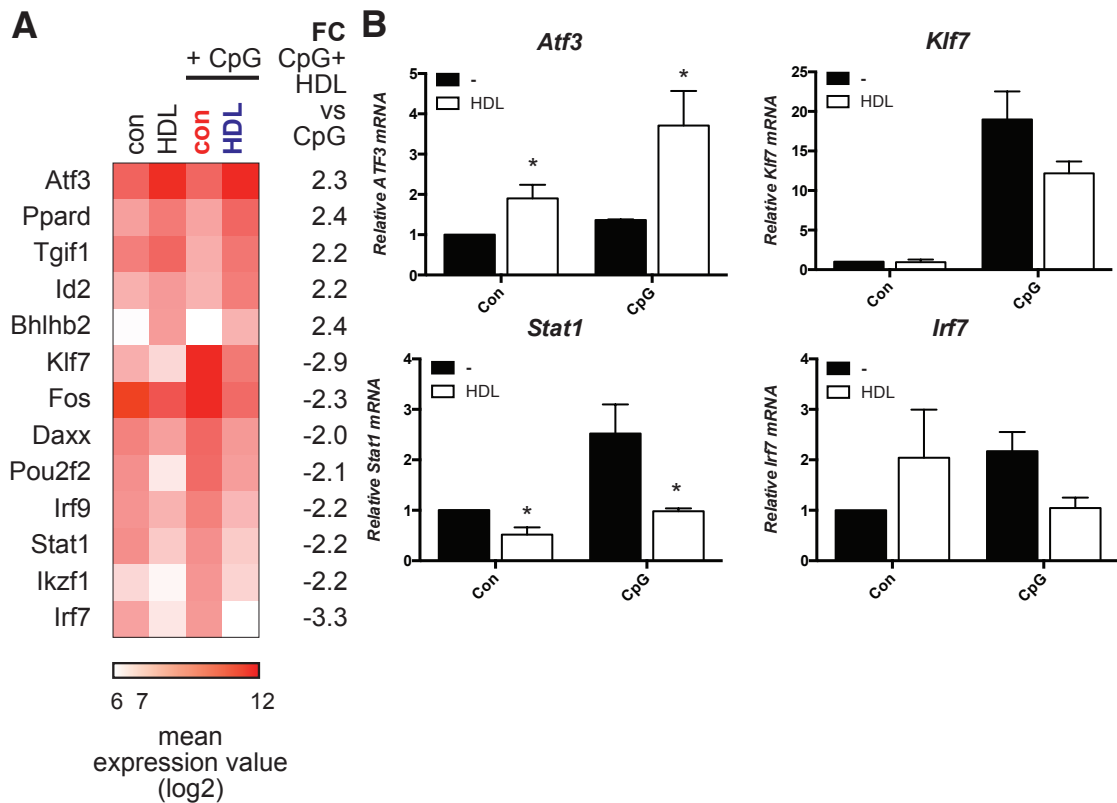 A
+ CpG
FC
CpG+
HDL
vs
CpG
con
HDL
con
HDL
Atf3 2.3
Ppard 2.4
Tgif1 2.2
Id2 2.2
Bhlhb2 2.4
Klf7 -2.9
Fos -2.3
Daxx -2.0
Pou2f2 -2.1
Irf9 -2.2
Stat1 -2.2
Ikzf1 -2.2
Irf7 -3.3
6 7 12
mean
expression value
(log2)
B
Atf3
-
HDL
Relative ATF3 mRNA
5
4
3
2
1
0
*
*
Con
CpG
Klf7
-
HDL
Relative Klf7 mRNA
25
20
15
10
5
0
Con
CpG
Stat1
-
HDL
Relative Stat1 mRNA
4
3
2
1
0
*
*
Con
CpG
Irf7
-
HDL
Relative Irf7 mRNA
4
3
2
1
0
Con
CpG